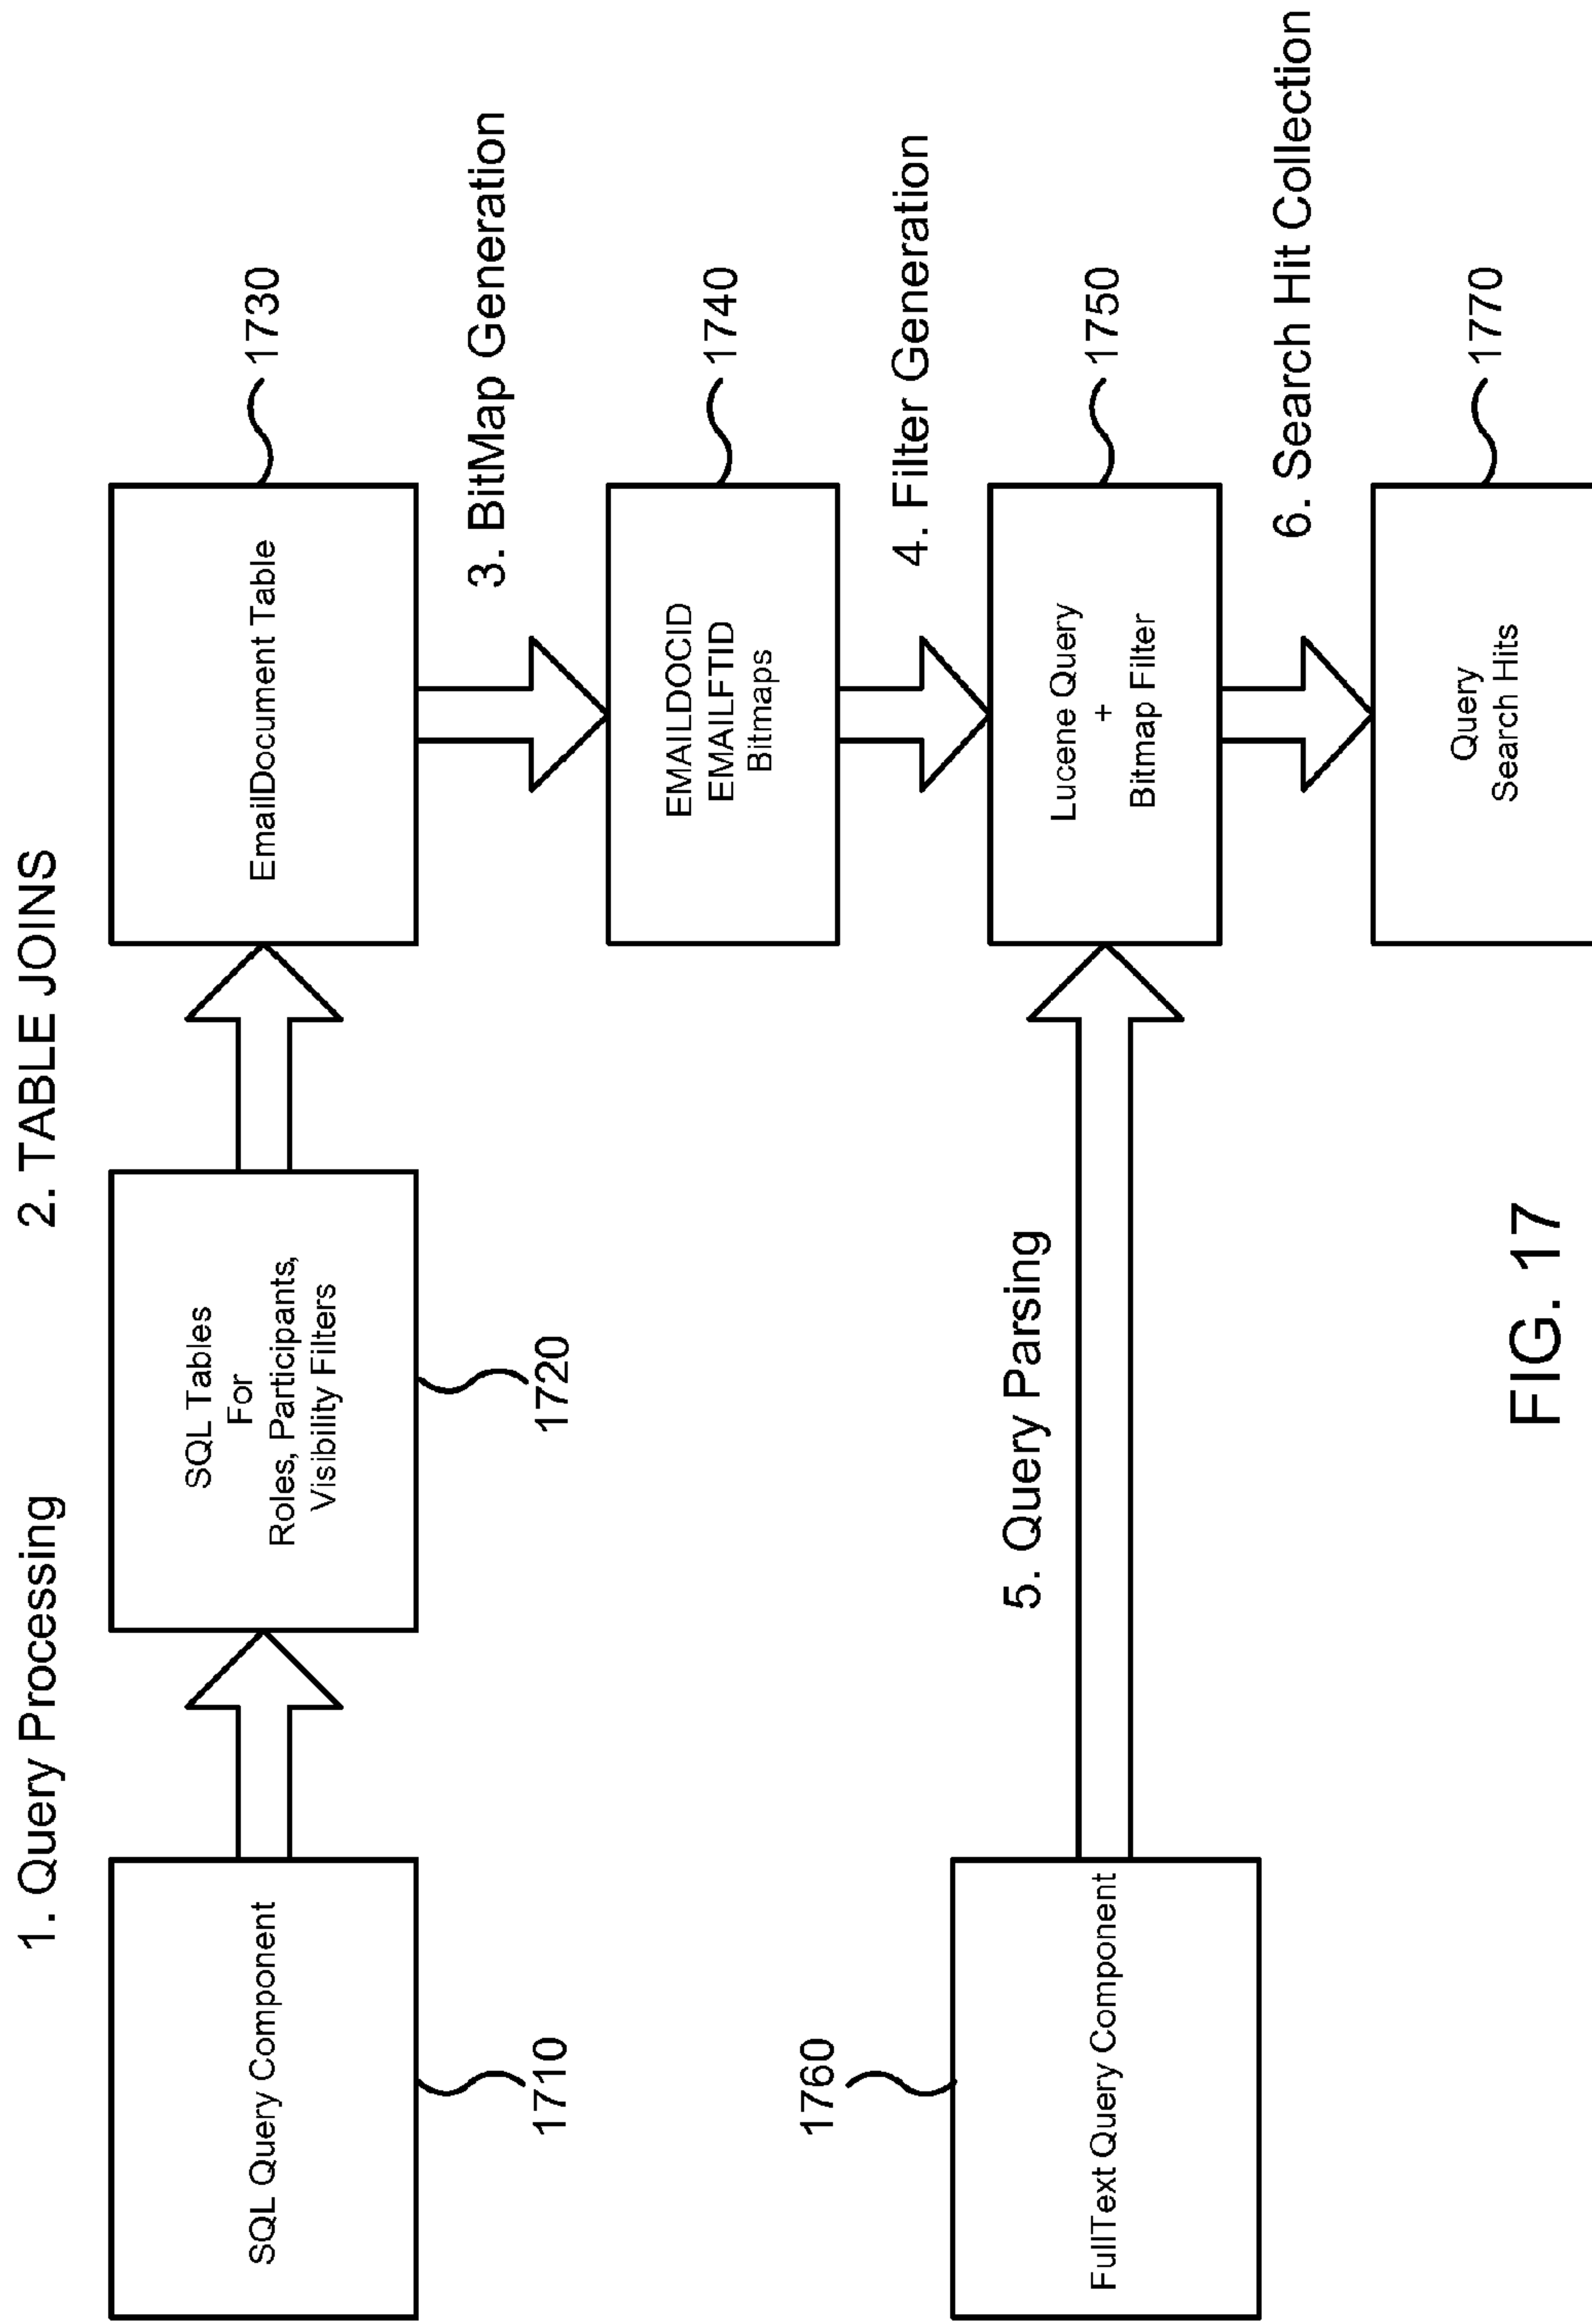 1. Query Processing
2. TABLE JOINS
SQL Query Component
1710
SQL Tables
For
Roles, Participants,
Visibility Filters
1720
EmailDocument Table
1730
3. BitMap Generation
EMAILDOCID
EMAILFTID
Bitmaps
1740
4. Filter Generation
1760
FullText Query Component
5. Query Parsing
Lucene Query
+
Bitmap Filter
1750
6. Search Hit Collection
Query
Search Hits
1770
FIG. 17